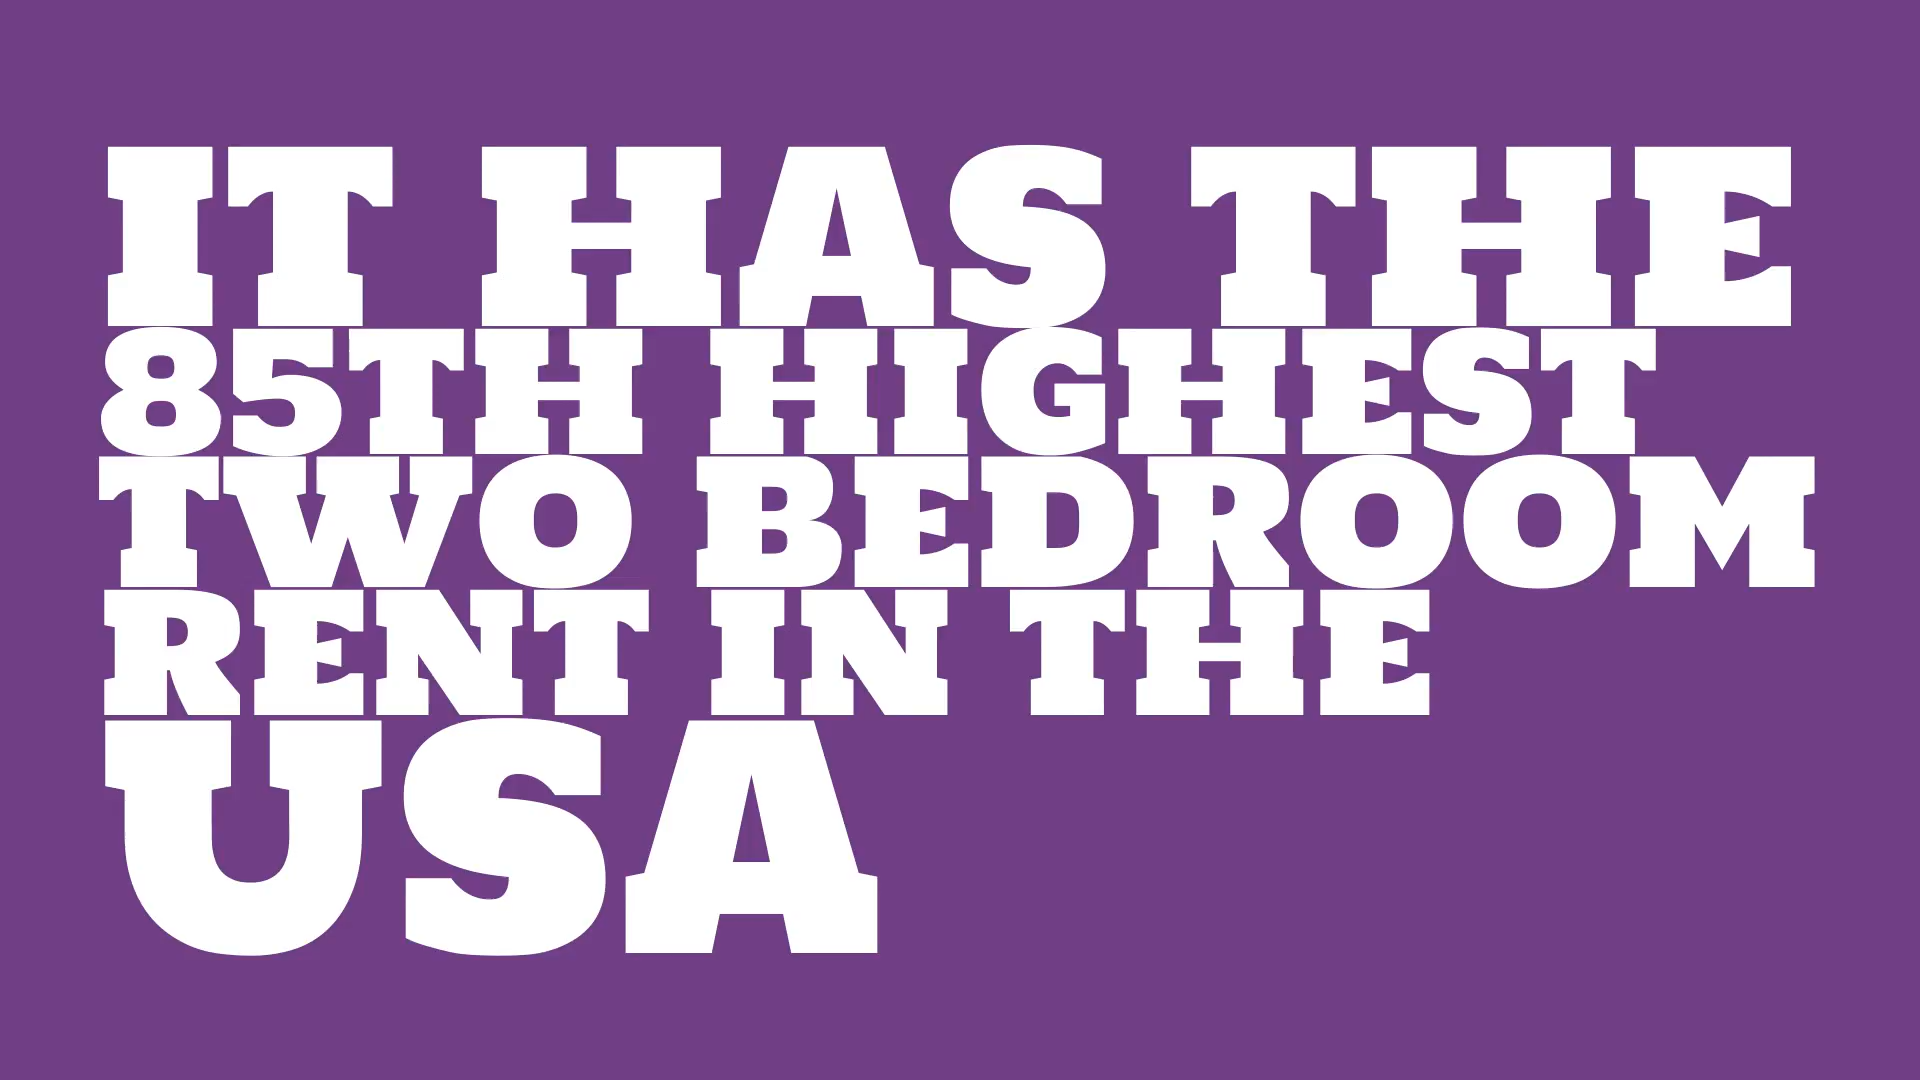 IT HAS THE
85TH HIGHEST
TWO BEDROOM
RENT IN THE
USA